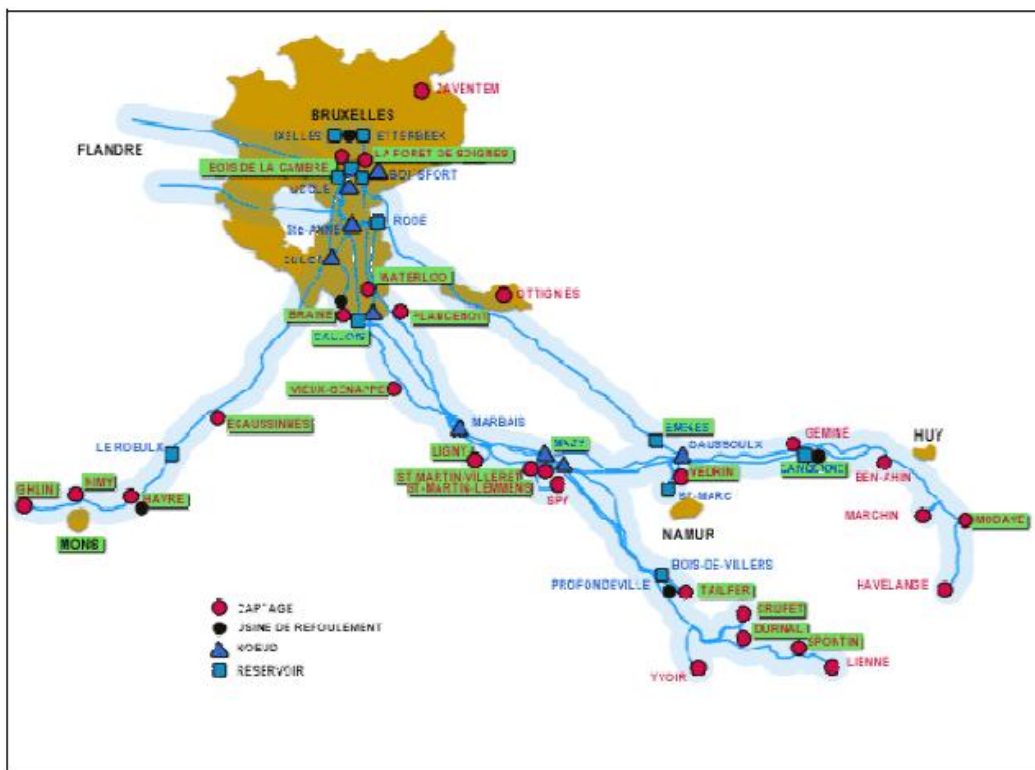 ZAVENTEM
BRUXELLES
IXELLES
ETTERBEEK
FLANDRE
LA FORET DE SOIGNES
BOIS DE LA CAMBRE
BOITSFORT
UCCLE
RODE
Ste-ANNE
WATERLOO
OTTIGNIES
BRAINE
PLANCENOIT
CALLOIS
VIEUX-GENAPPE
ECAUSSINNES
MARBAIS
LE ROEULX
LIGNY
MAZY
EMINES
DAUSSOULX
GEMINE
HUY
ST MARTIN VILLERET
ST-MARTIN-LEMMENS
SPY
VEDRIN
ST-MARC
BEN-AHIN
NIMY
GHLIN
HAVRE
MONS
NAMUR
MARCHIN
MODAVE
BOIS-DE-VILLERS
PROFONDEVILLE
TAILFER
HAVELANGE
CRUPET
DURNAL
SPONTIN
YVOIR
LIENNE
CAPTAGE
USINE DE REFOULEMENT
NOEUD
RESERVOIR